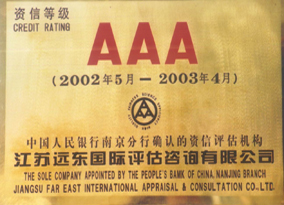 资信等级
CREDIT RATING
AAA
(2002年5月—2003年4月)
中国人民银行南京分行确认的资信评估机构
江苏远东国际评估咨询有限公司
THE SOLE COMPANY APPOINTED BY THE PEOPLE'S BANK OF CHINA, NANJING BRANCH
JIANGSU FAR EAST INTERNATIONAL APPRAISAL & CONSULTATION CO—LTD.